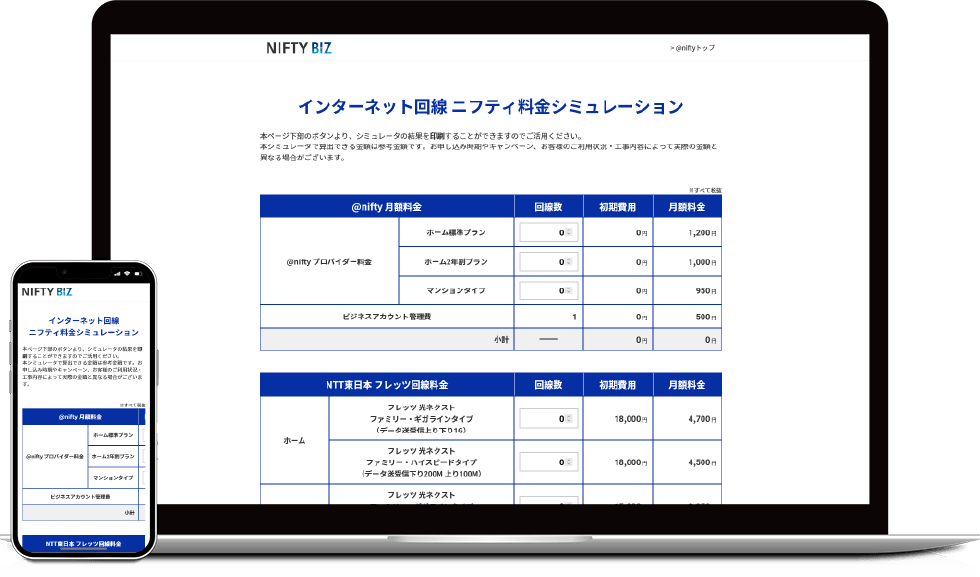 NIFTY BIZ
> @niftyトップ
インターネット回線 ニフティ料金シミュレーション
本ページ下部のボタンより、シミュレータの結果を印刷することができますのでご活用ください。
本シミュレータで算出できる金額は参考金額です。お申し込み時期やキャンペーン、お客様のご利用状況・工事内容によって実際の金額と
異なる場合がございます。
※すべて税抜
@nifty 月額料金 回線数 初期費用 月額料金
@nifty プロバイダー料金
ホーム標準プラン 0 0円 1,200円
ホーム2年割プラン 0 0円 1,000円
マンションタイプ 0 0円 950円
ビジネスアカウント管理費 1 0円 500円
小計 0円 0円
NTT東日本 フレッツ回線料金 回線数 初期費用 月額料金
ホーム
フレッツ 光ネクスト
ファミリー・ギガラインタイプ
(データ送受信上り下り1G)
0 18,000円 4,700円
フレッツ 光ネクスト
ファミリー・ハイスピードタイプ
(データ送受信下り200M 上り100M)
0 18,000円 4,500円
フレッツ 光ネクスト
NIFTY BIZ
インターネット回線
ニフティ料金シミュレーション
本ページ下部のボタンより、シミュレータの結果を印
刷することができますのでご活用ください。
本シミュレータで算出できる金額は参考金額です。お
申し込み時期やキャンペーン、お客様のご利用状況・
工事内容によって実際の金額と異なる場合がございま
す。
※すべて税抜
@nifty 月額料金
@nifty プロバイダー料金
ホーム標準プラン
ホーム2年割プラン
マンションタイプ
ビジネスアカウント管理費
小計
NTT東日本 フレッツ回線料金